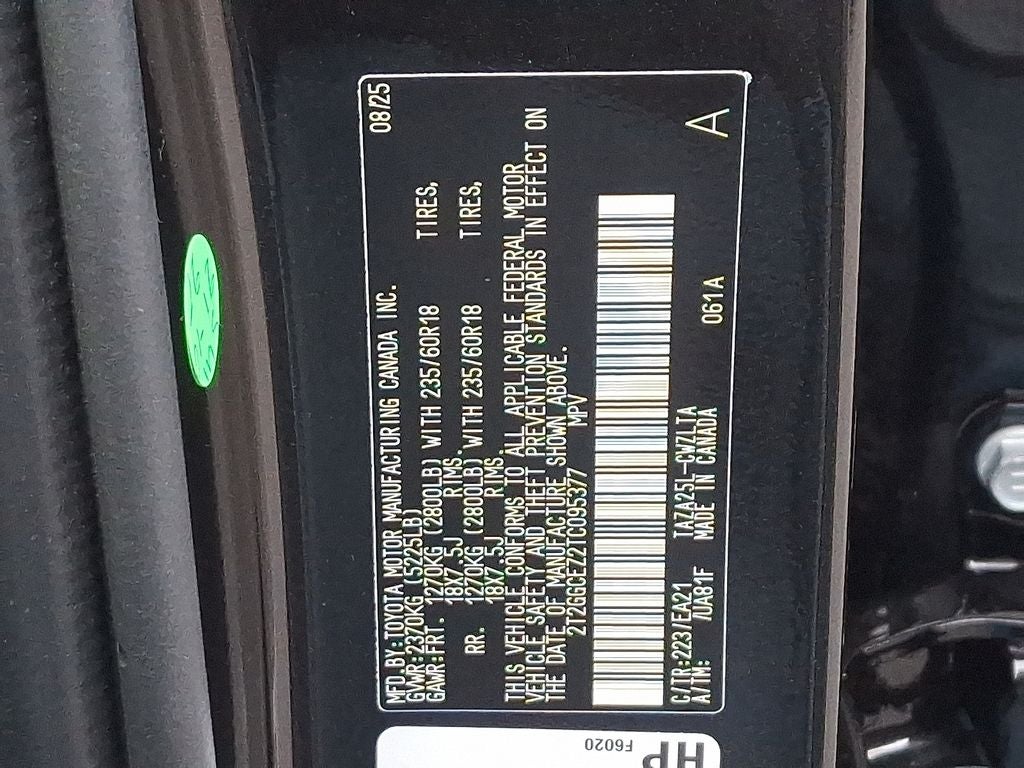 MFD.BY:TOYOTA MOTOR MANUFACTURING CANADA INC. 08/25
GVWR:2370KG (5225LB)
GAWR:FRT. 1270KG (2800LB) WITH 235/60R18 TIRES,
18X7.5J RIMS.
RR. 1270KG (2800LB) WITH 235/60R18 TIRES,
18X7.5J RIMS.
THIS VEHICLE CONFORMS TO ALL APPLICABLE FEDERAL MOTOR
VEHICLE SAFETY AND THEFT PREVENTION STANDARDS IN EFFECT ON
THE DATE OF MANUFACTURE SHOWN ABOVE.
2T2GGCEZ2TC095377 MPV
C/TR:223/EA21 TAZA25L-CWZLTA 061A A
A/TM: /UA81F MADE IN CANADA
F6020
HP